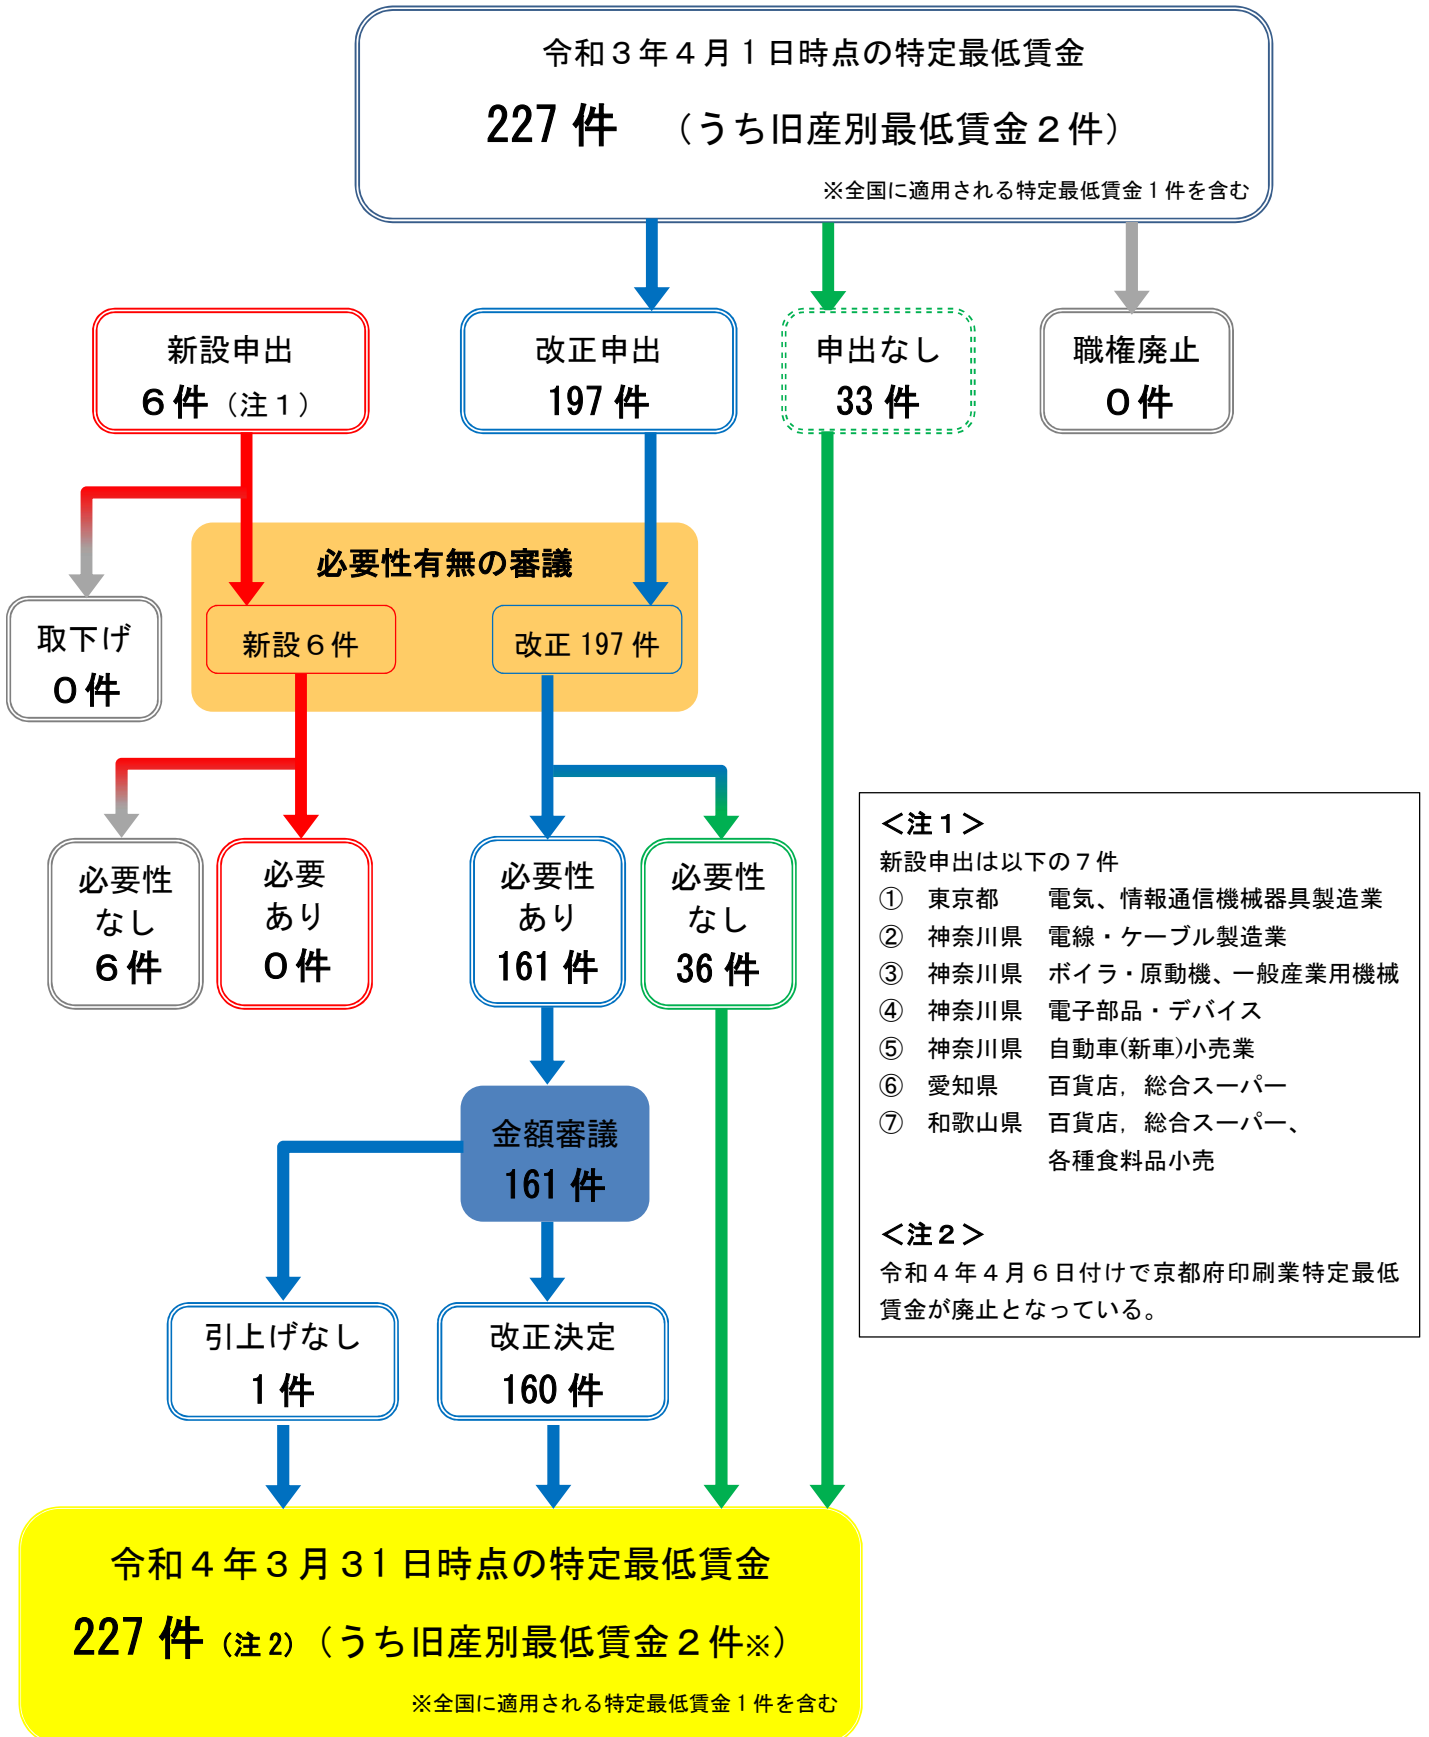 令和３年４月１日時点の特定最低賃金
227 件 （うち旧産別最低賃金２件）
※全国に適用される特定最低賃金１件を含む
新設申出
６件（注１）
改正申出
197 件
申出なし
33 件
職権廃止
０件
必要性有無の審議
取下げ
０件
新設６件
改正 197 件
必要性
なし
６件
必要
あり
０件
必要性
あり
161 件
必要性
なし
36 件
金額審議
161 件
引上げなし
1 件
改正決定
160 件
＜注１＞
新設申出は以下の７件
① 東京都 電気、情報通信機械器具製造業
② 神奈川県 電線・ケーブル製造業
③ 神奈川県 ボイラ・原動機、一般産業用機械
④ 神奈川県 電子部品・デバイス
⑤ 神奈川県 自動車(新車)小売業
⑥ 愛知県 百貨店，総合スーパー
⑦ 和歌山県 百貨店，総合スーパー、
各種食料品小売
＜注２＞
令和４年４月６日付けで京都府印刷業特定最低
賃金が廃止となっている。
令和４年３月３１日時点の特定最低賃金
227 件（注 2）（うち旧産別最低賃金２件※）
※全国に適用される特定最低賃金１件を含む